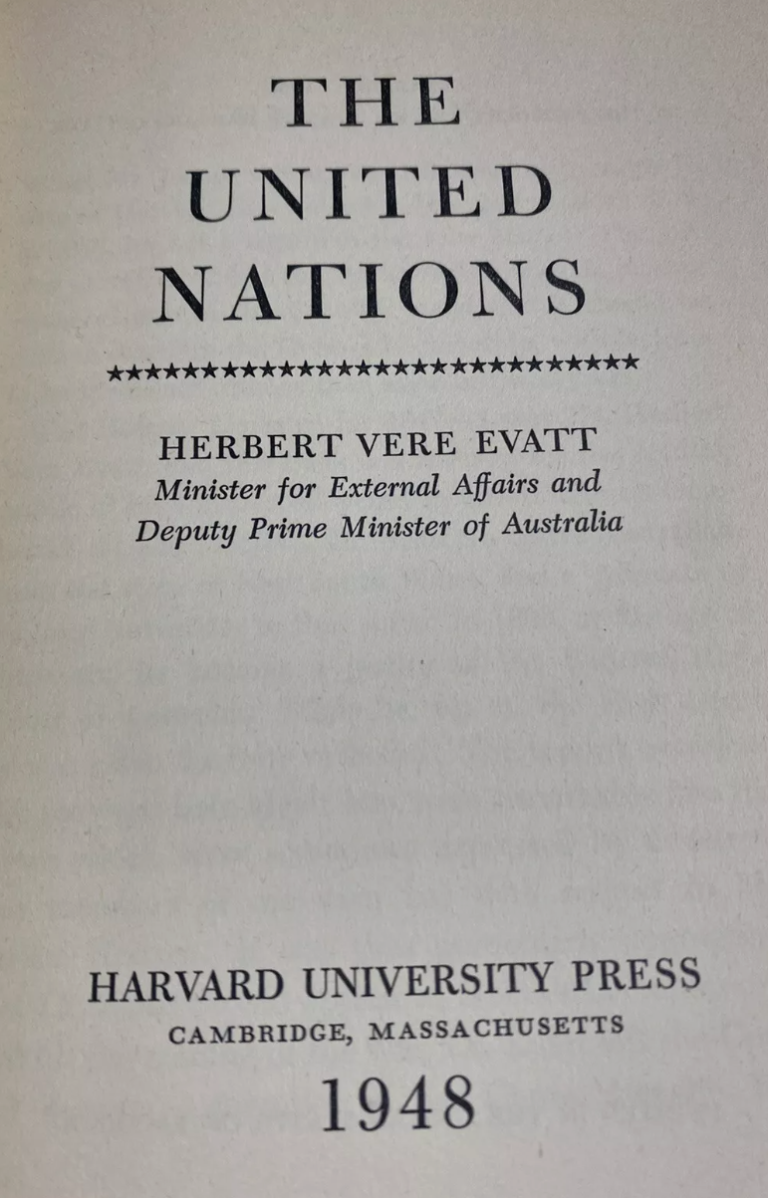 THE
UNITED
NATIONS
★★★★★★★★★★★★★★★★★★★★★★★★★★★★
HERBERT VERE EVATT
Minister for External Affairs and
Deputy Prime Minister of Australia
HARVARD UNIVERSITY PRESS
CAMBRIDGE, MASSACHUSETTS
1948